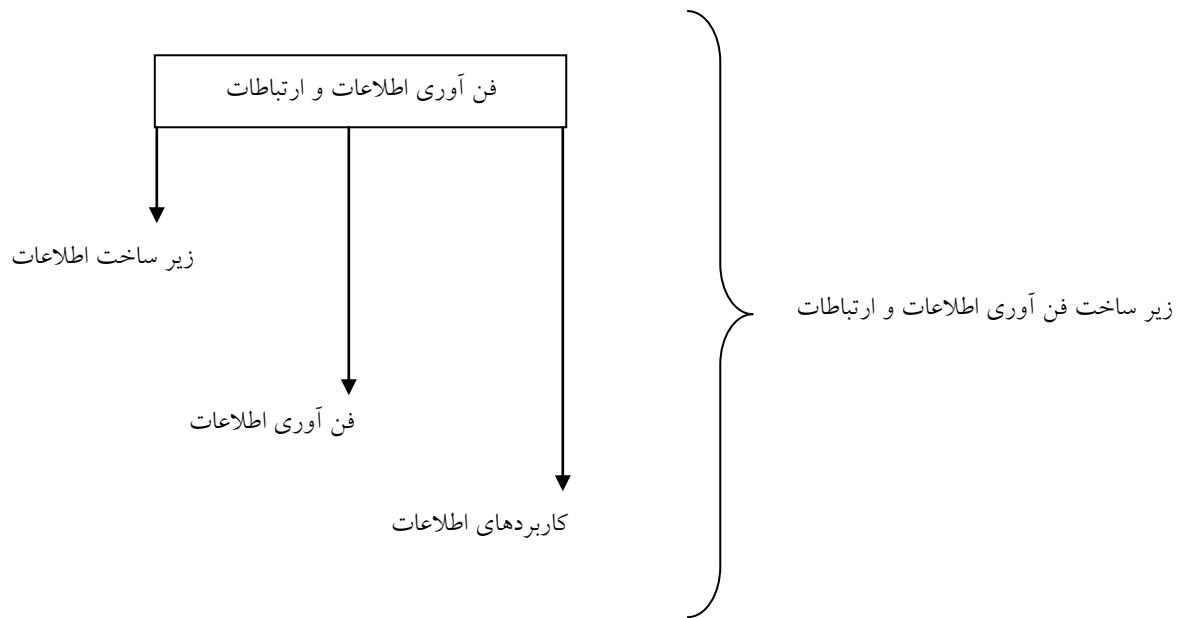 فن آوری اطلاعات و ارتباطات
زیر ساخت اطلاعات
زیر ساخت فن آوری اطلاعات و ارتباطات
فن آوری اطلاعات
کاربردهای اطلاعات